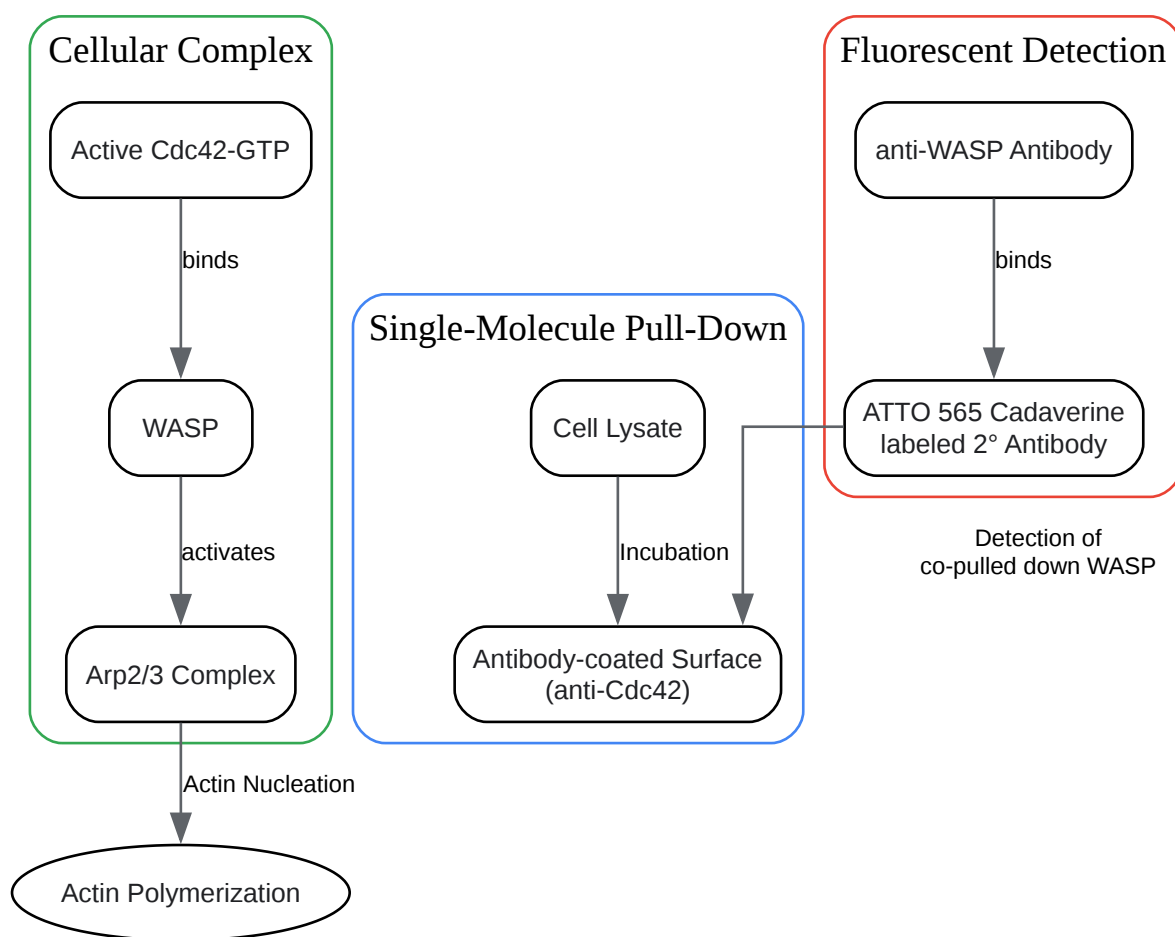 Cellular Complex
Active Cdc42-GTP
binds
WASP
activates
Arp2/3 Complex
Actin Nucleation
Actin Polymerization
Single-Molecule Pull-Down
Cell Lysate
Incubation
Antibody-coated Surface
(anti-Cdc42)
Fluorescent Detection
anti-WASP Antibody
binds
ATTO 565 Cadaverine
labeled 2° Antibody
Detection of
co-pulled down WASP